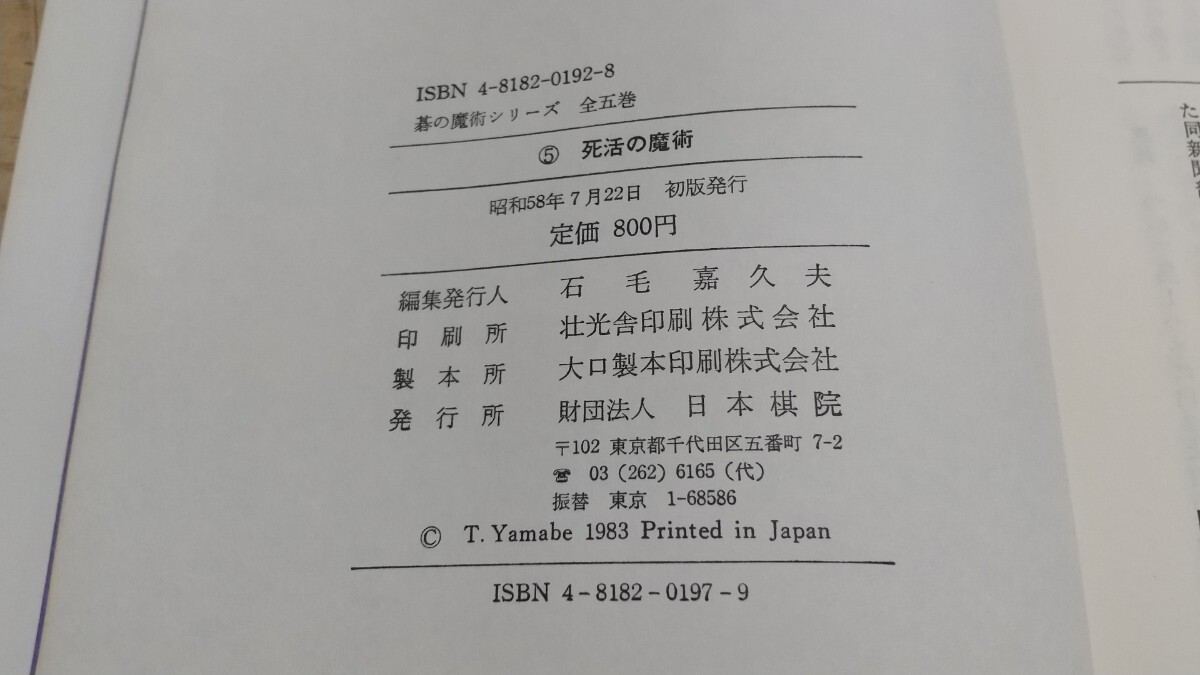 ISBN 4-8182-0192-8
碁の魔術シリーズ 全五巻
⑤ 死活の魔術
昭和58年7月22日 初版発行
定価 800円
編集発行人 石毛嘉久夫
印刷所 壮光舎印刷株式会社
製本所 大口製本印刷株式会社
発行所 財団法人 日本棋院
〒102 東京都千代田区五番町 7-2
☎ 03 (262) 6165 (代)
振替 東京 1-68586
© T. Yamabe 1983 Printed in Japan
ISBN 4-8182-0197-9
た同新聞